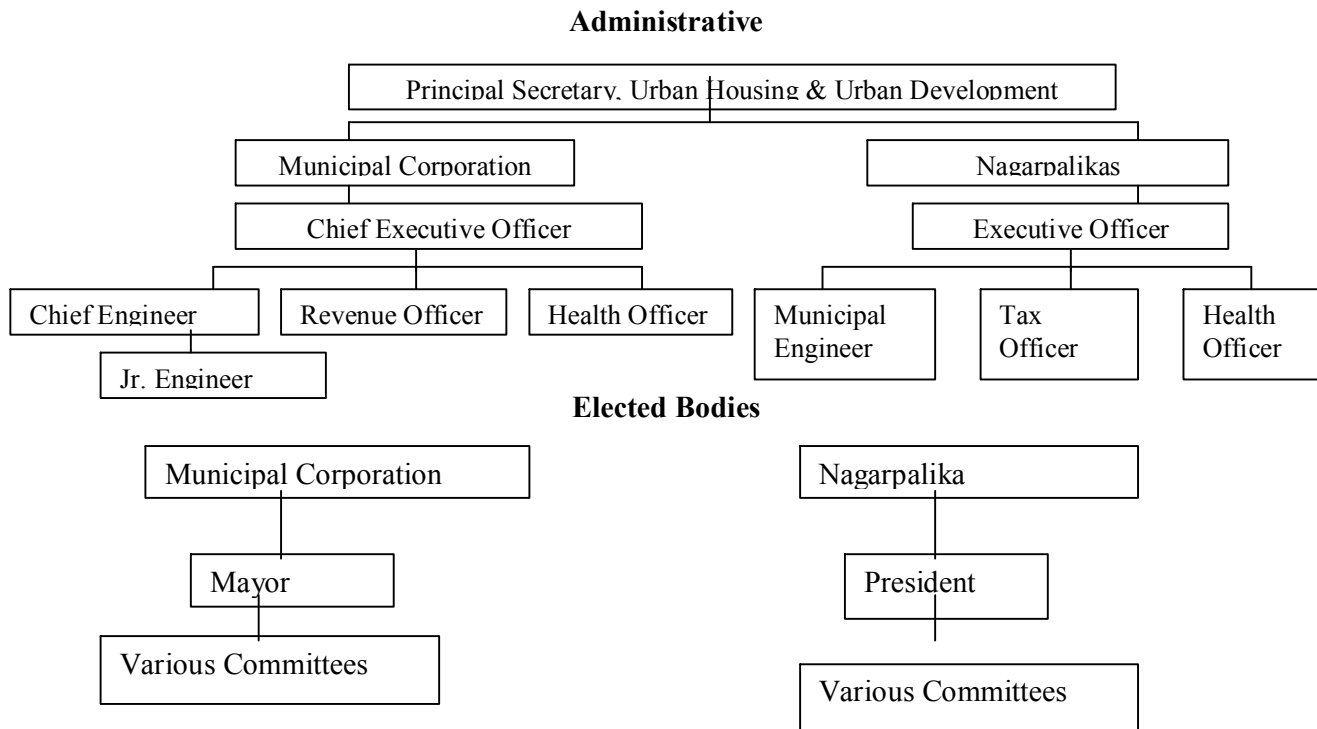 Administrative
Principal Secretary, Urban Housing & Urban Development
Municipal Corporation
Nagarpalikas
Chief Executive Officer
Executive Officer
Chief Engineer
Revenue Officer
Health Officer
Municipal
Engineer
Tax
Officer
Health
Officer
Jr. Engineer
Elected Bodies
Municipal Corporation
Nagarpalika
Mayor
President
Various Committees
Various Committees